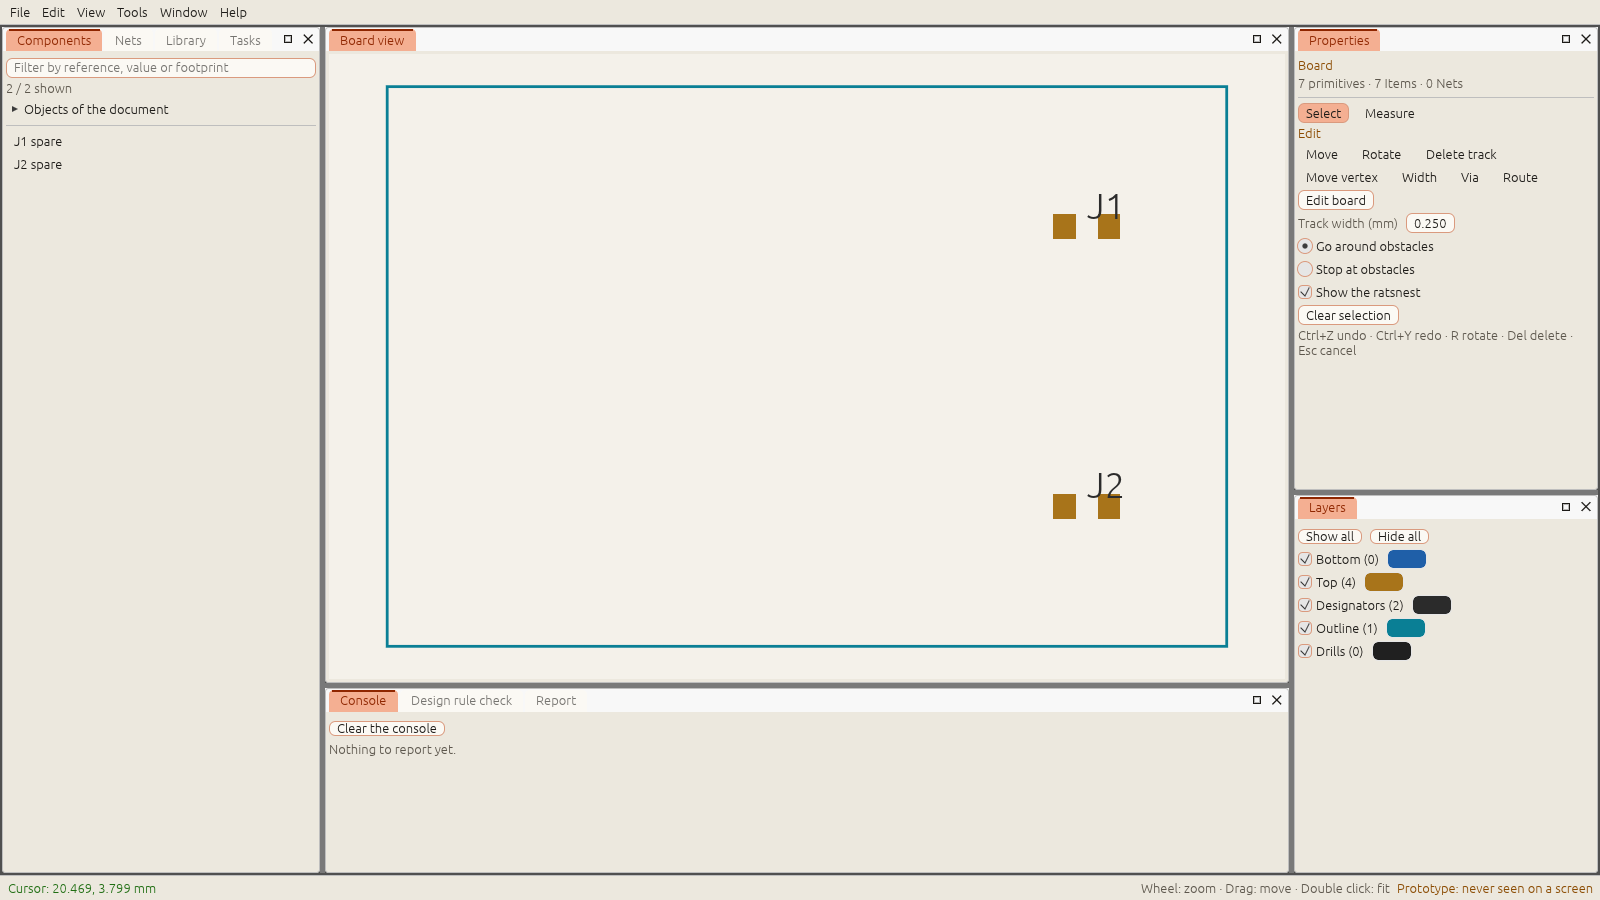 File Edit View Tools Window Help
Components Nets Library Tasks
Filter by reference, value or footprint
2 / 2 shown
Objects of the document
J1 spare
J2 spare
Board view
J1
J2
Console Design rule check Report
Clear the console
Nothing to report yet.
Properties
Board
7 primitives · 7 Items · 0 Nets
Select Measure
Edit
Move Rotate Delete track
Move vertex Width Via Route
Edit board
Track width (mm) 0.250
Go around obstacles
Stop at obstacles
Show the ratsnest
Clear selection
Ctrl+Z undo · Ctrl+Y redo · R rotate · Del delete ·
Esc cancel
Layers
Show all Hide all
Bottom (0)
Top (4)
Designators (2)
Outline (1)
Drills (0)
Cursor: 20.469, 3.799 mm
Wheel: zoom · Drag: move · Double click: fit Prototype: never seen on a screen